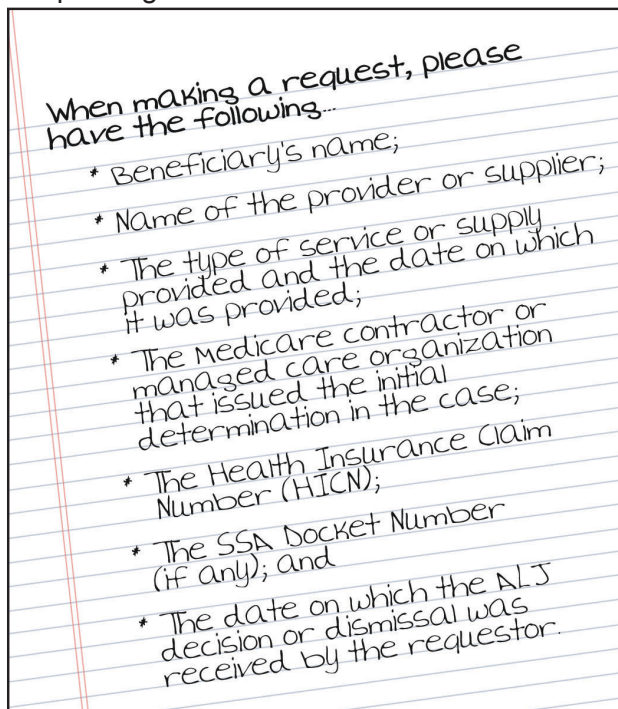 When making a request, please
have the following...
* Beneficiary's name;
* Name of the provider or supplier;
* The type of service or supply
provided and the date on which
it was provided;
* The Medicare contractor or
managed care organization
that issued the initial
determination in the case;
* The Health Insurance Claim
Number (HICN);
* The SSA Docket Number
(if any); and
* The date on which the ALJ
decision or dismissal was
received by the requestor.